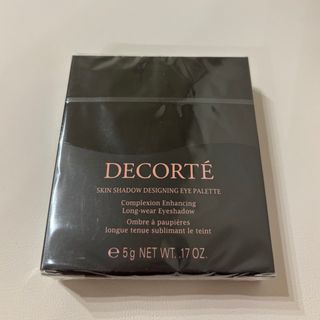 DECORTÉ
SKIN SHADOW DESIGNING EYE PALETTE
Complexion Enhancing
Long-wear Eyeshadow
Ombre à paupières
longue tenue sublimant le teint
℮ 5g NET WT. .17 OZ.